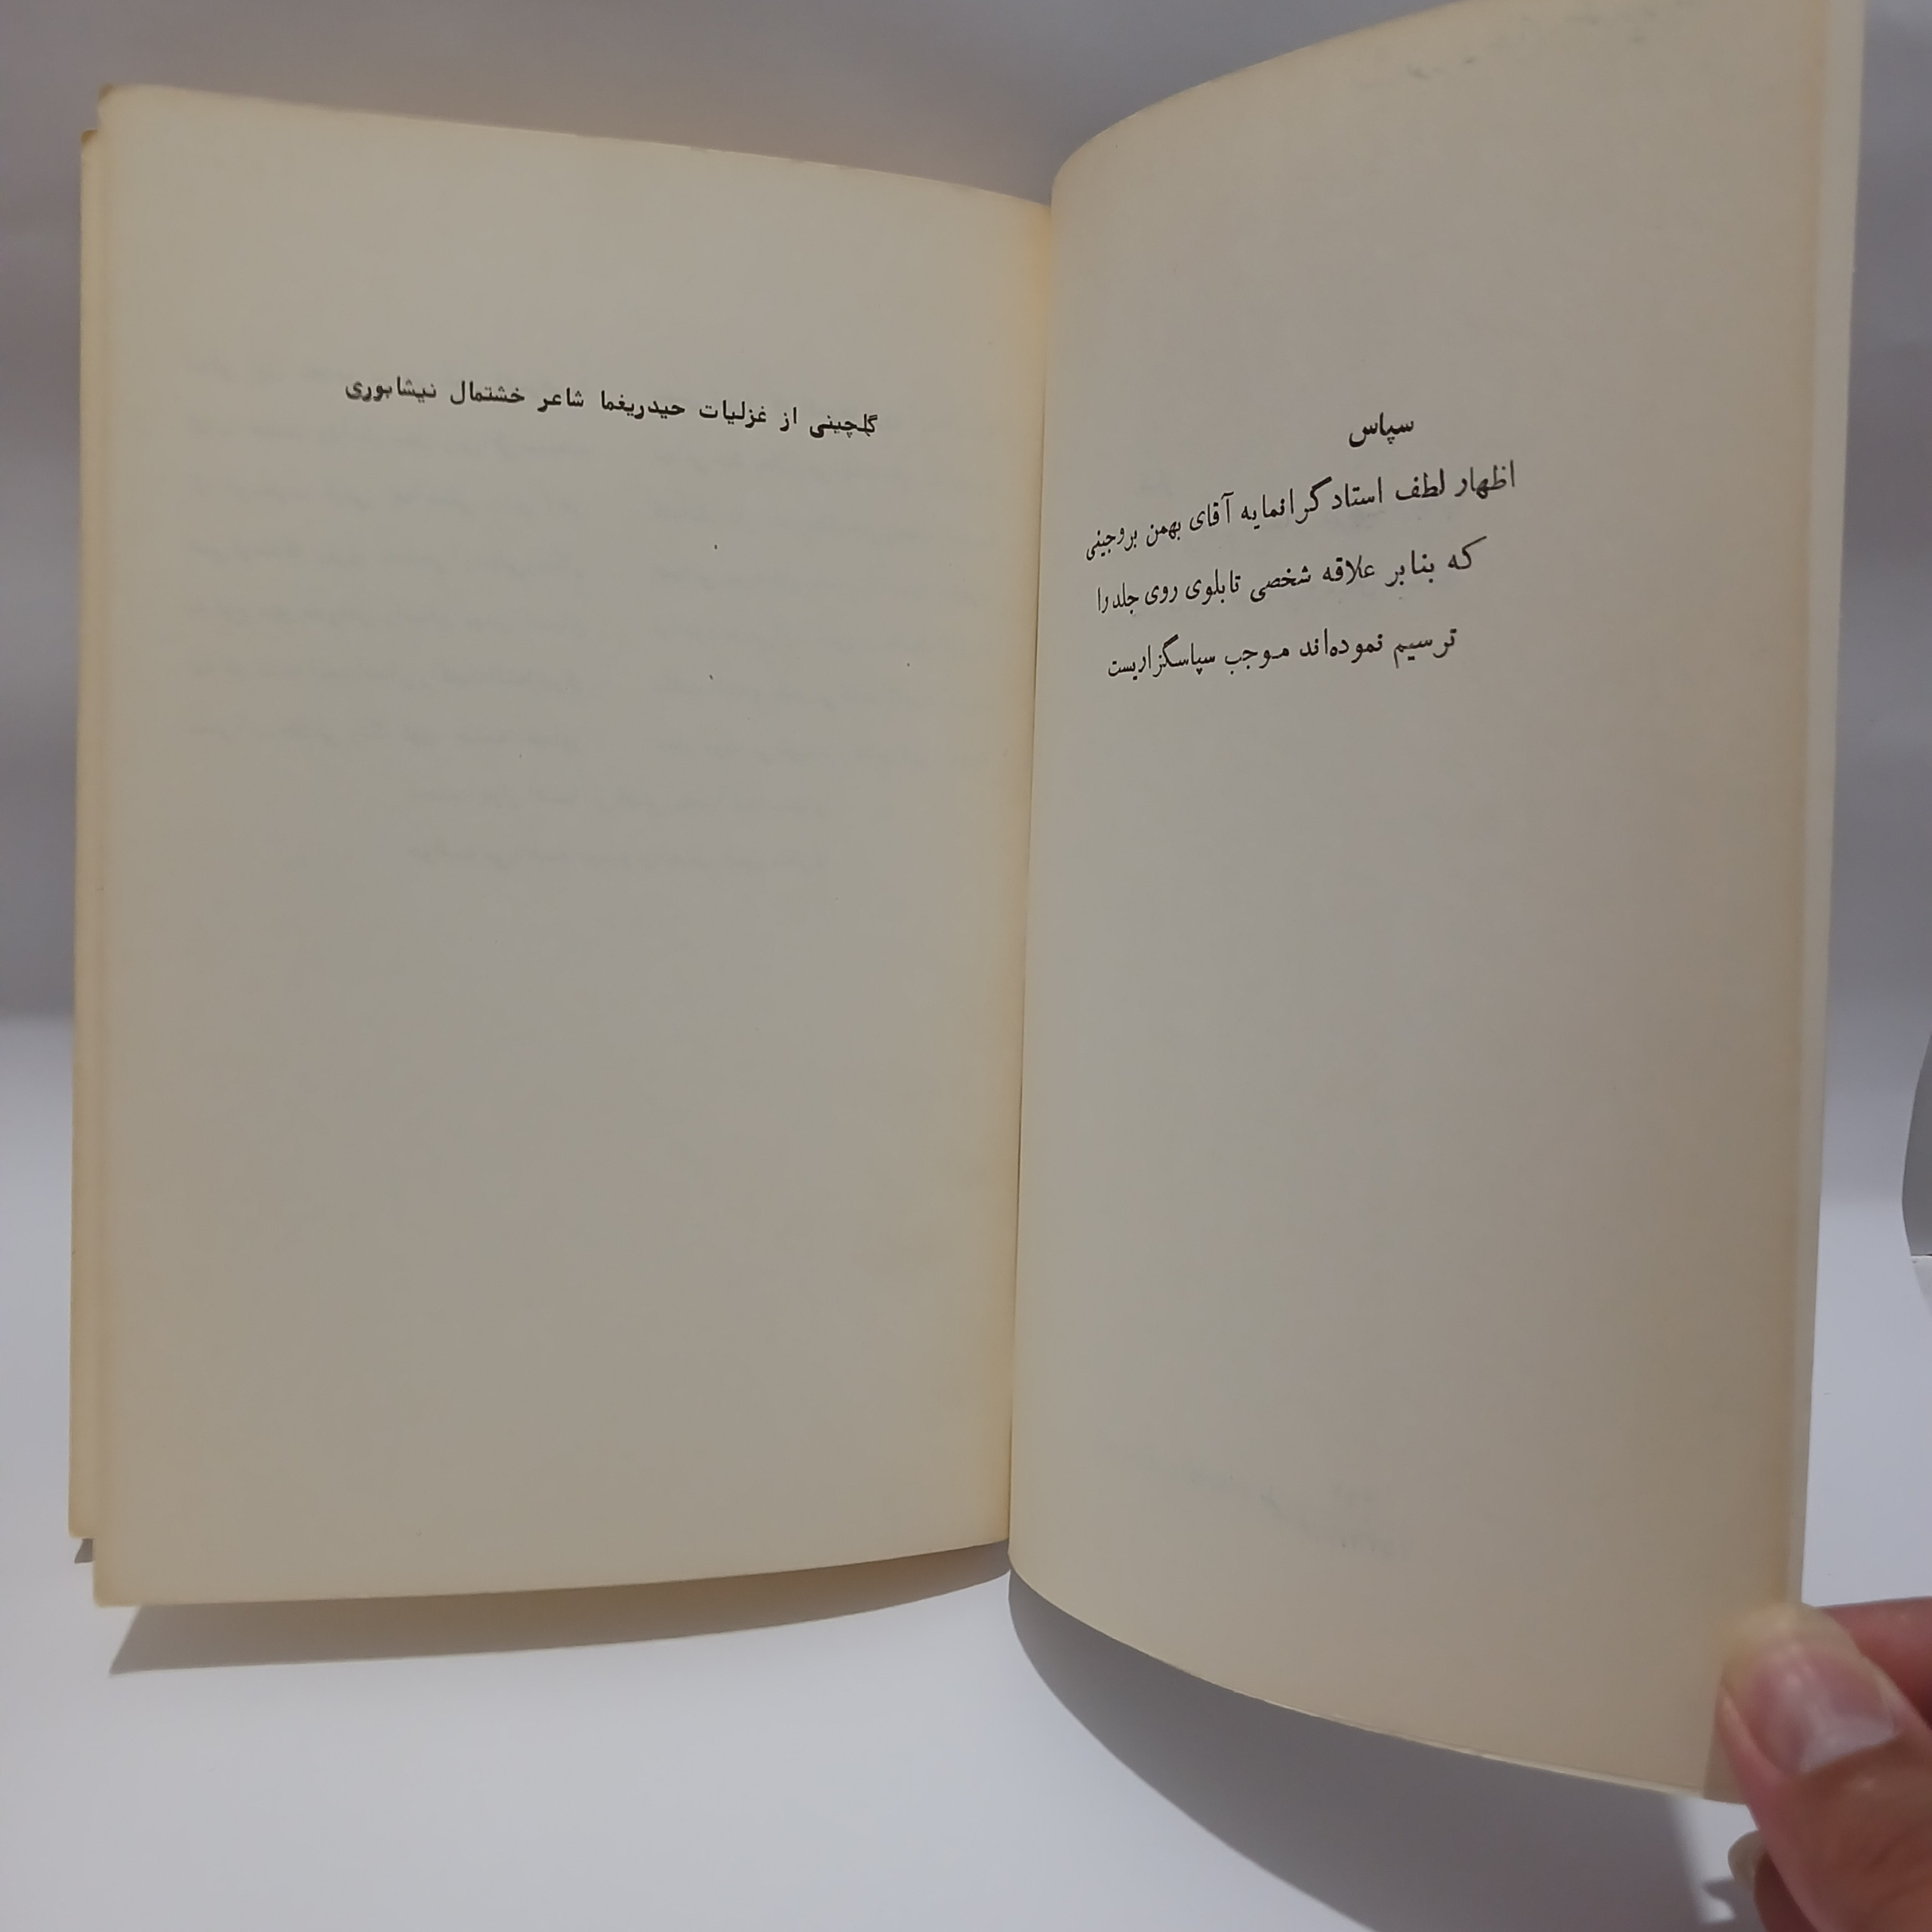 سپاس
اظهار لطف استاد گرانمایه آقای بهمن بروجینی
که بنابر علاقه شخصی تابلوی روی جلد را
ترسیم نموده‌اند موجب سپاسگزاریست
گلچینی از غزلیات حیدریغما شاعر خشتمال نیشابوری